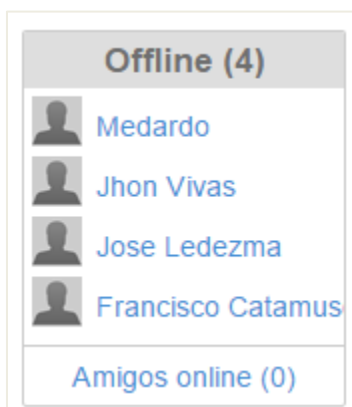 Offline (4)
Medardo
Jhon Vivas
Jose Ledezma
Francisco Catamus
Amigos online (0)